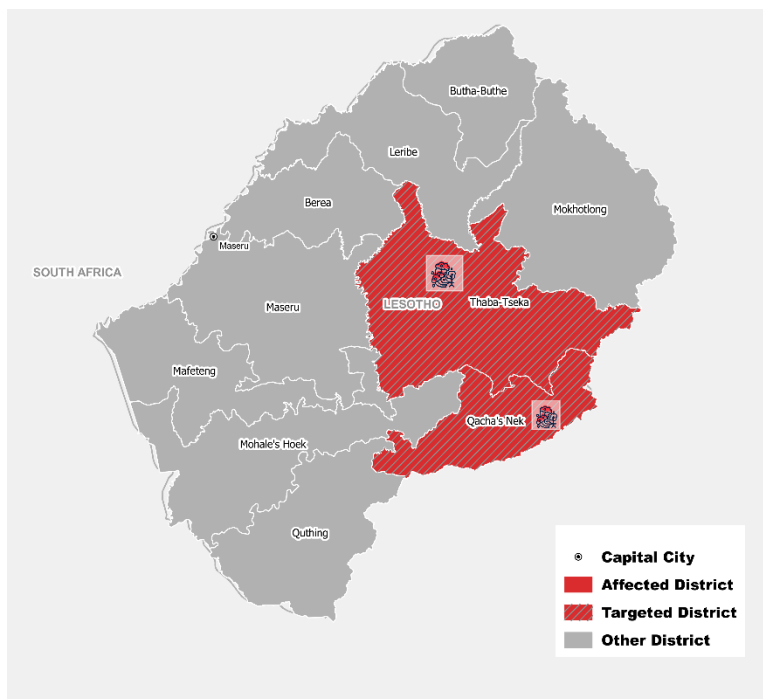 Butha-Buthe
Leribe
Berea
Mokhotlong
Maseru
SOUTH AFRICA
LESOTHO
Thaba-Tseka
Maseru
Mafeteng
Qacha's Nek
Mohale's Hoek
Quthing
Capital City
Affected District
Targeted District
Other District